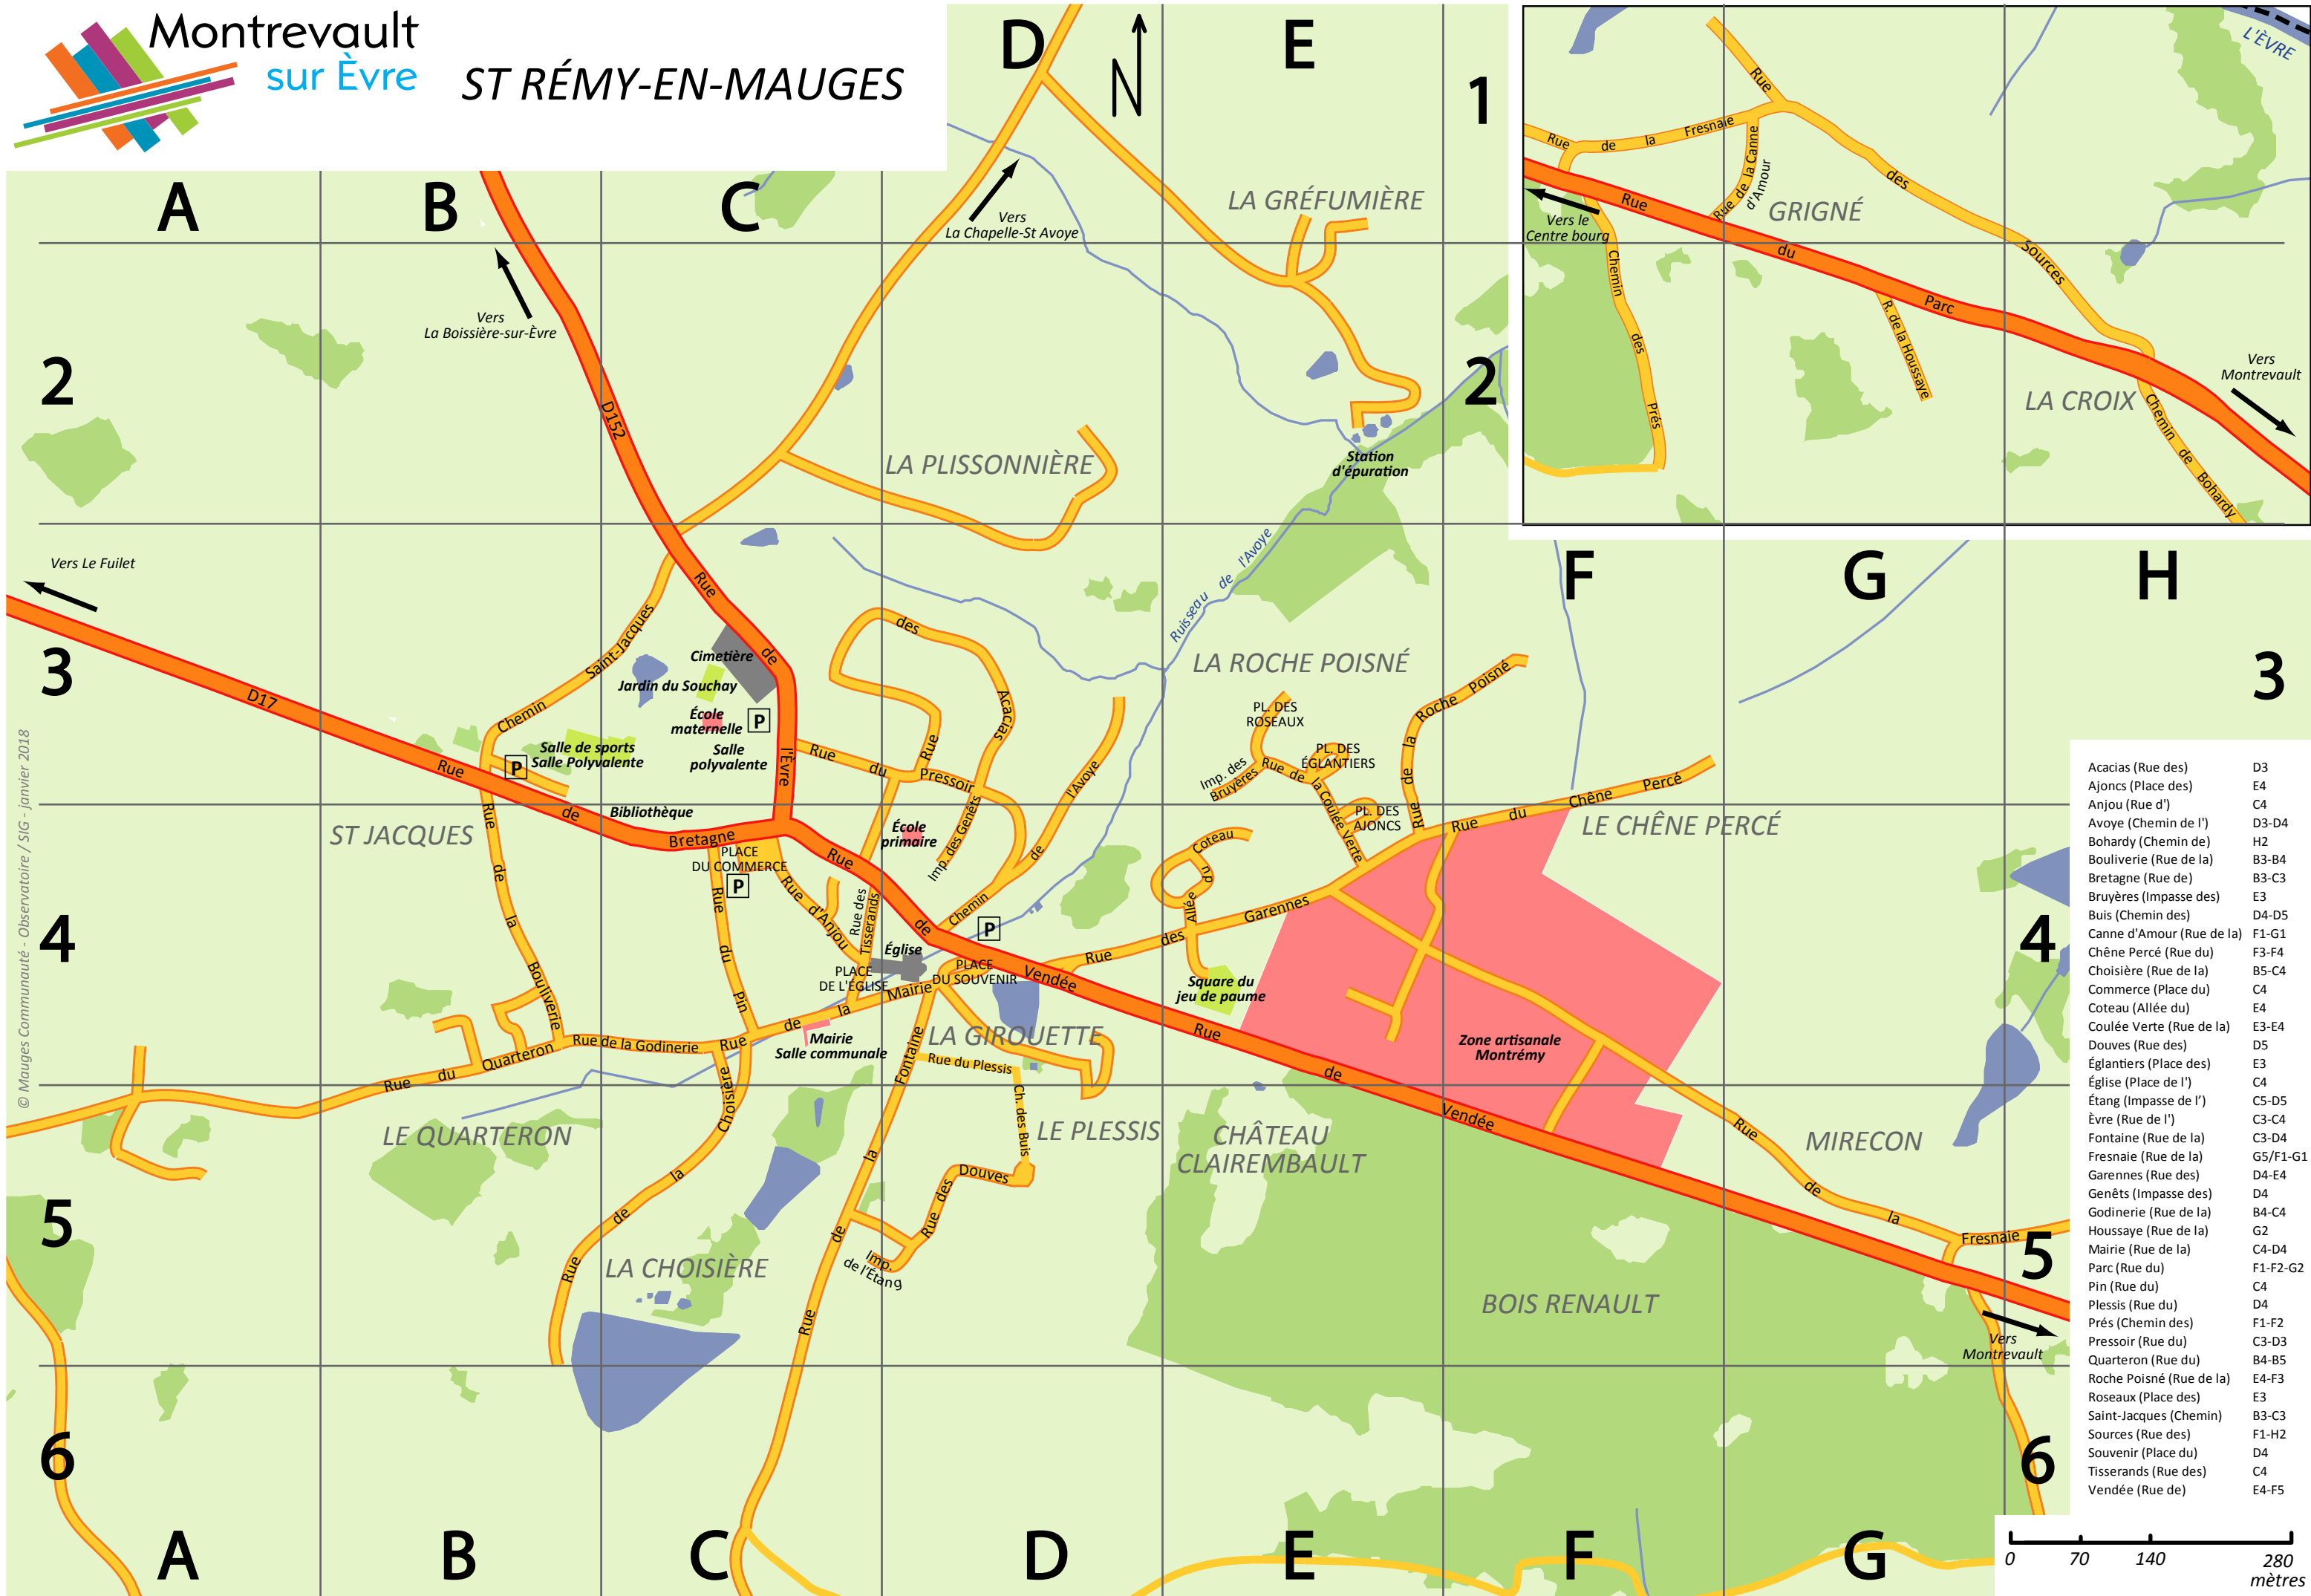 Montrevault
sur Èvre
ST RÉMY-EN-MAUGES
D
E
1
N
A
B
C
Vers
La Chapelle-St Avoye
LA GRÉFUMIÈRE
Vers
La Boissière-sur-Èvre
D152
2
2
LA PLISSONNIÈRE
Station
d'épuration
L'ÈVRE
Rue
Rue de la Fresnaie
Rue de la Canne
d'Amour
des
Sources
GRIGNÉ
Vers le
Centre bourg
Rue
du
Parc
Chemin
des
Prés
R. de la Houssaye
LA CROIX
Vers
Montrevault
Chemin
de
Bohardy
Vers Le Fuilet
F
G
H
3
3
D17
Ruisseau de l'Avoye
Rue
de
l'Èvre
Chemin
Saint-Jacques
Cimetière
Jardin du Souchay
École
maternelle
P
Salle
polyvalente
Salle de sports
Salle Polyvalente
P
Rue
des
Acacias
LA ROCHE POISNÉ
PL. DES
ROSEAUX
PL. DES
ÉGLANTIERS
Imp. des
Bruyères
Rue de
la Coulée Verte
PL. DES
AJONCS
Rue de la Roche Poisné
Rue du Chêne Percé
LE CHÊNE PERCÉ
Rue
de
Bretagne
Rue du Pressoir
Bibliothèque
ST JACQUES
PLACE
DU COMMERCE
P
École
primaire
Imp. des Genêts
Chemin
de
l'Avoye
P
Rue
de
Vendée
Rue
d'Anjou
Rue des
Tisserands
Église
PLACE
DE L'ÉGLISE
PLACE
DU SOUVENIR
Allée
du
Coteau
Rue des Garennes
Square du
jeu de paume
4
4
Rue
de
la
Bouliverie
Rue
du
Pin
Rue de la Mairie
Mairie
Salle communale
LA GIROUETTE
Rue du Quarteron
Rue de la Godinerie
Rue du Plessis
Ch. des Buis
Zone artisanale
Montrémy
Rue
de
Vendée
LE QUARTERON
LE PLESSIS
CHÂTEAU
CLAIREMBAULT
MIRECON
Rue
de
la
Fresnaie
Rue
de
la
Choisière
LA CHOISIÈRE
Rue
de
la
Fontaine
Rue des Douves
Imp.
de l'Étang
5
5
BOIS RENAULT
Vers
Montrevault
6
6
A
B
C
D
E
F
G
© Mauges Communauté - Observatoire / SIG - janvier 2018
Acacias (Rue des) D3
Ajoncs (Place des) E4
Anjou (Rue d') C4
Avoye (Chemin de l') D3-D4
Bohardy (Chemin de) H2
Bouliverie (Rue de la) B3-B4
Bretagne (Rue de) B3-C3
Bruyères (Impasse des) E3
Buis (Chemin des) D4-D5
Canne d'Amour (Rue de la) F1-G1
Chêne Percé (Rue du) F3-F4
Choisière (Rue de la) B5-C4
Commerce (Place du) C4
Coteau (Allée du) E4
Coulée Verte (Rue de la) E3-E4
Douves (Rue des) D5
Églantiers (Place des) E3
Église (Place de l') C4
Étang (Impasse de l’) C5-D5
Èvre (Rue de l') C3-C4
Fontaine (Rue de la) C3-D4
Fresnaie (Rue de la) G5/F1-G1
Garennes (Rue des) D4-E4
Genêts (Impasse des) D4
Godinerie (Rue de la) B4-C4
Houssaye (Rue de la) G2
Mairie (Rue de la) C4-D4
Parc (Rue du) F1-F2-G2
Pin (Rue du) C4
Plessis (Rue du) D4
Prés (Chemin des) F1-F2
Pressoir (Rue du) C3-D3
Quarteron (Rue du) B4-B5
Roche Poisné (Rue de la) E4-F3
Roseaux (Place des) E3
Saint-Jacques (Chemin) B3-C3
Sources (Rue des) F1-H2
Souvenir (Place du) D4
Tisserands (Rue des) C4
Vendée (Rue de) E4-F5
0 70 140 280
mètres